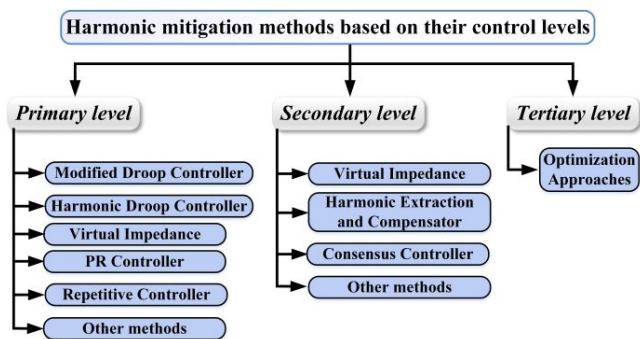 Harmonic mitigation methods based on their control levels
Primary level
Modified Droop Controller
Harmonic Droop Controller
Virtual Impedance
PR Controller
Repetitive Controller
Other methods
Secondary level
Virtual Impedance
Harmonic Extraction
and Compensator
Consensus Controller
Other methods
Tertiary level
Optimization
Approaches